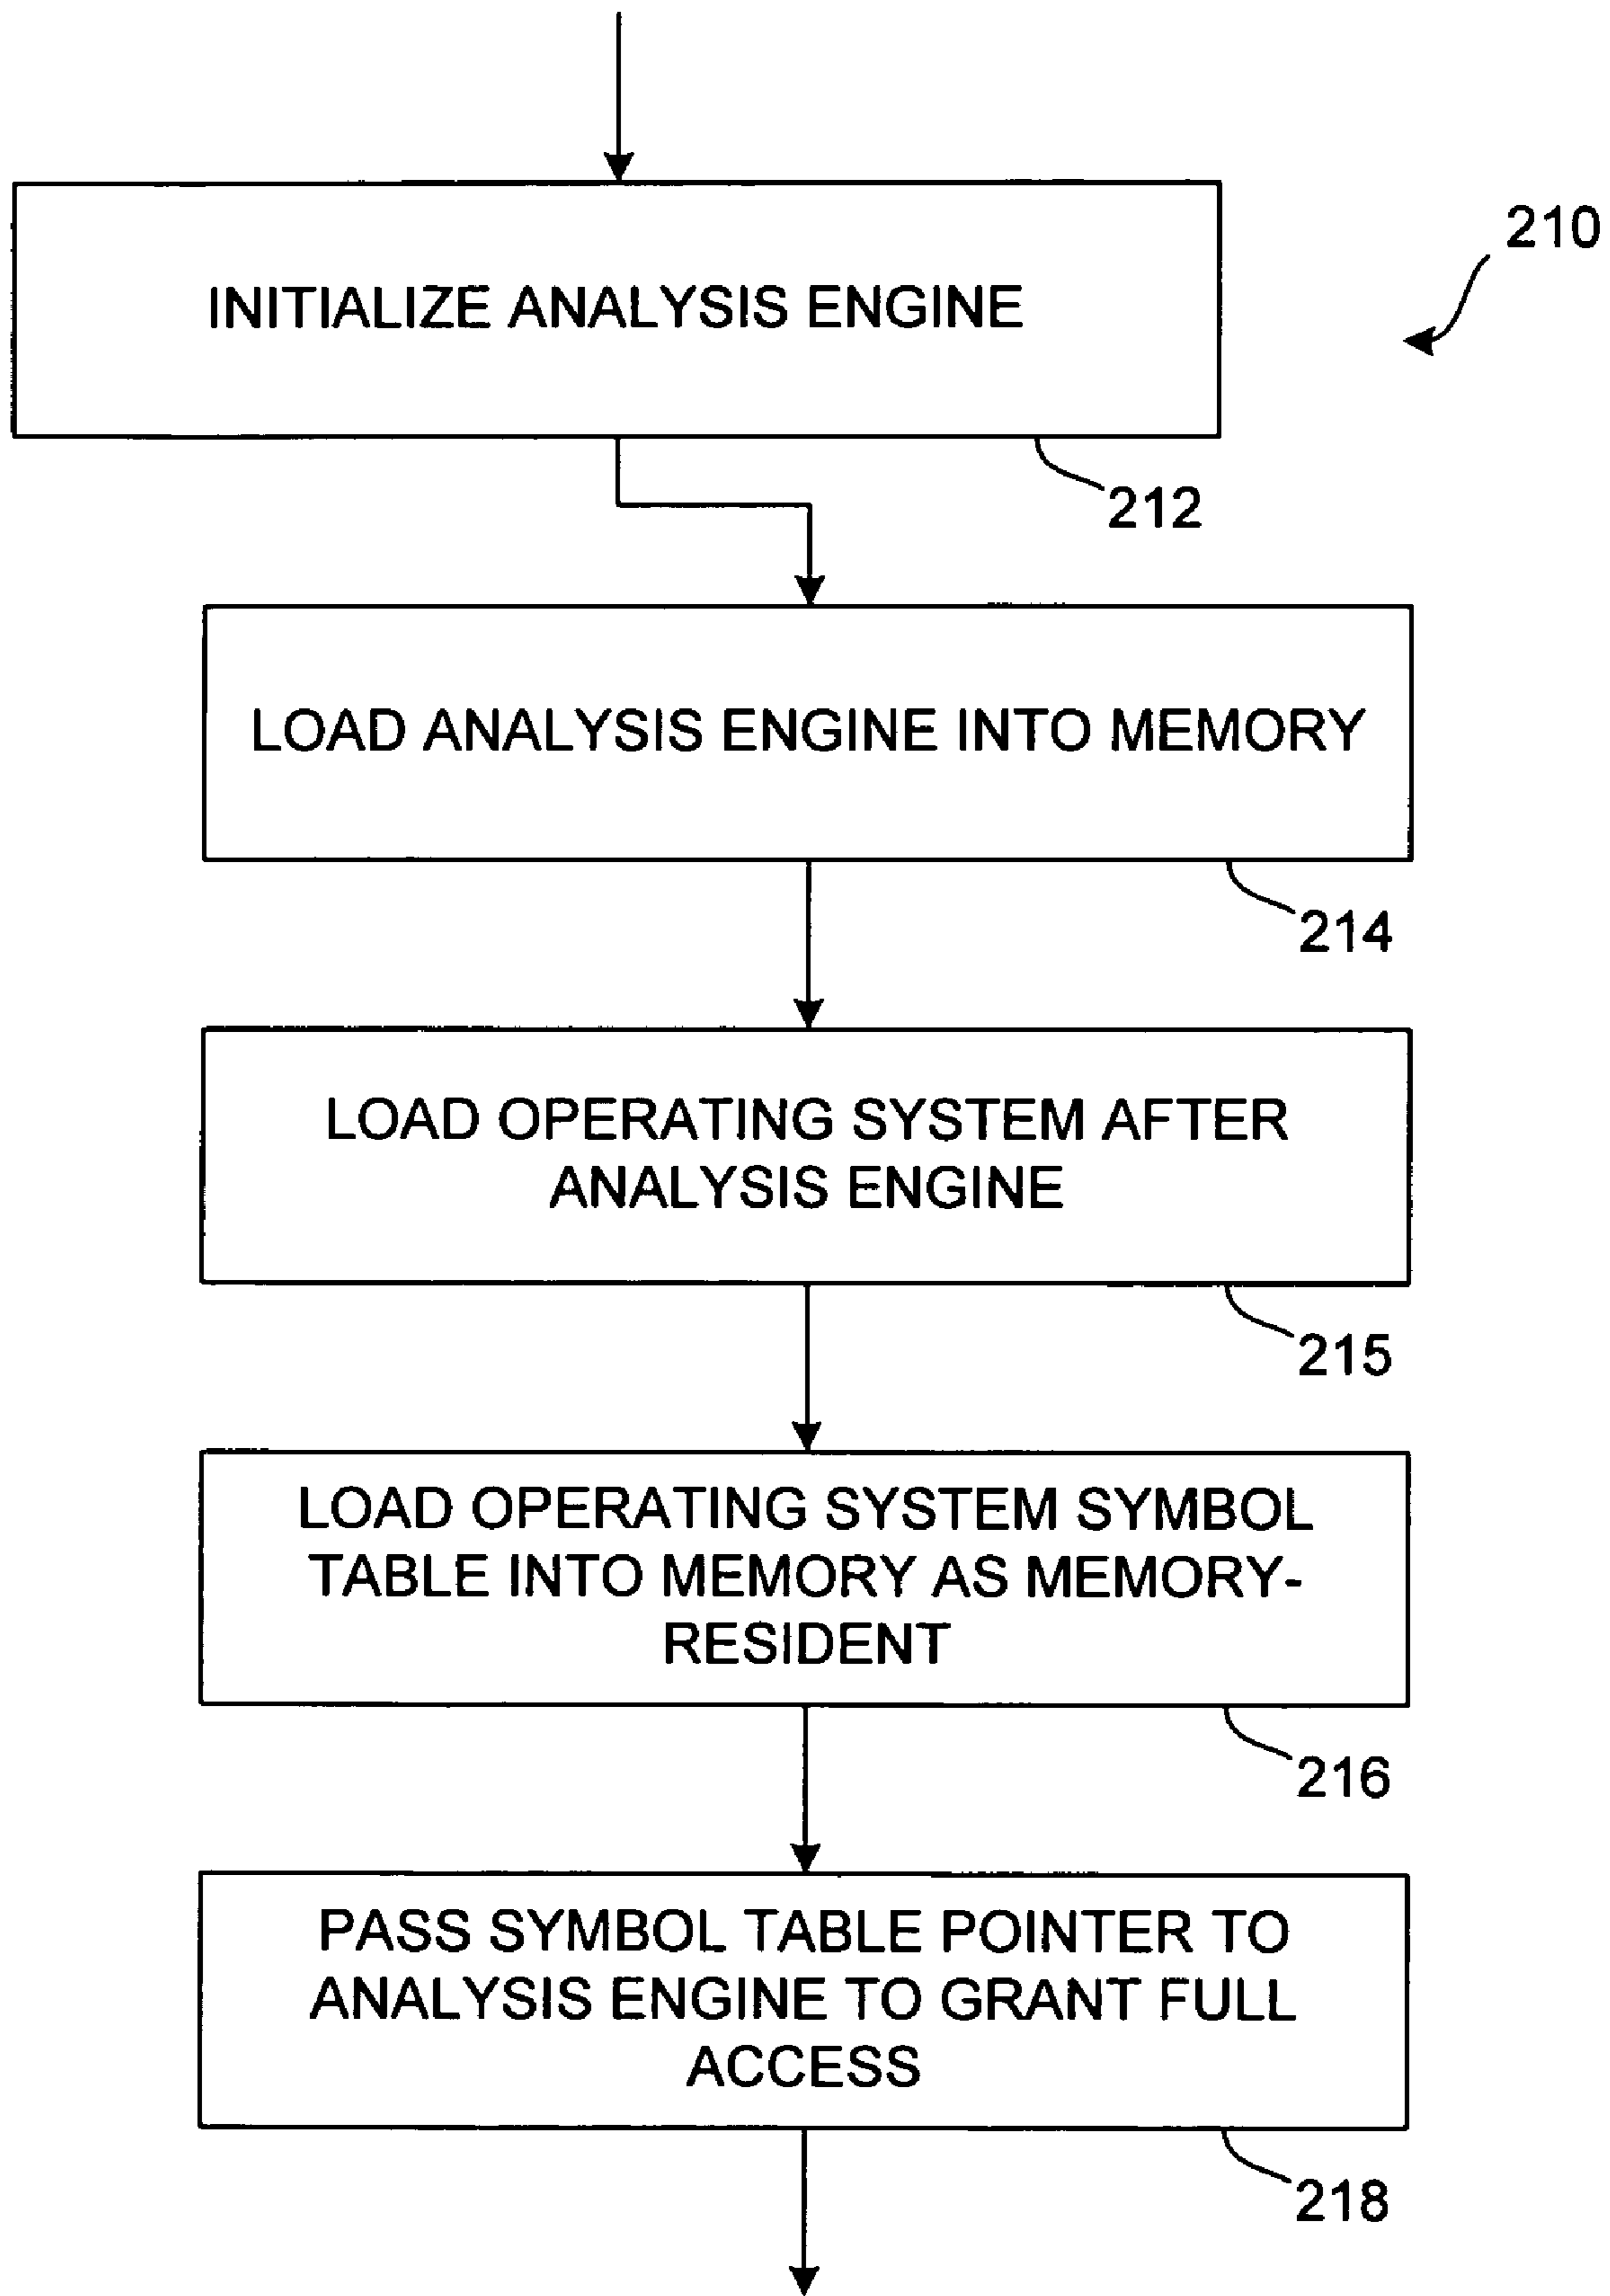 210
INITIALIZE ANALYSIS ENGINE
212
LOAD ANALYSIS ENGINE INTO MEMORY
214
LOAD OPERATING SYSTEM AFTER
ANALYSIS ENGINE
215
LOAD OPERATING SYSTEM SYMBOL
TABLE INTO MEMORY AS MEMORY-
RESIDENT
216
PASS SYMBOL TABLE POINTER TO
ANALYSIS ENGINE TO GRANT FULL
ACCESS
218